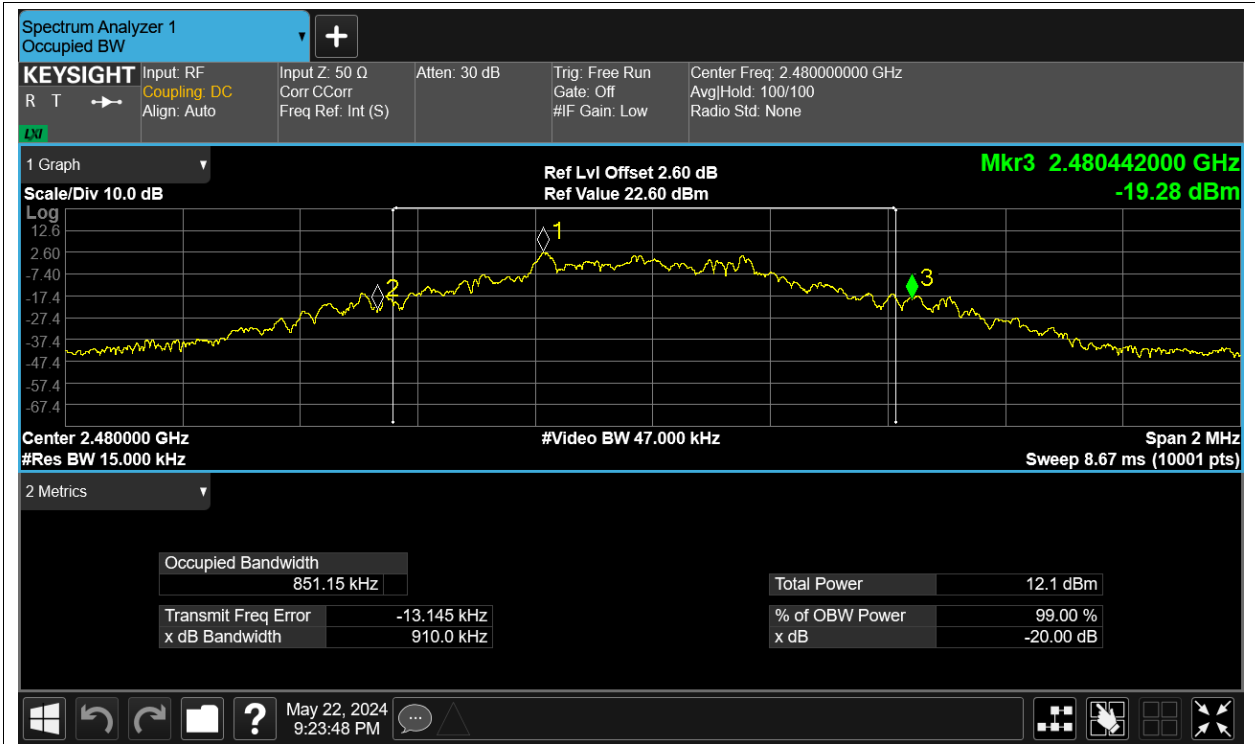 Spectrum Analyzer 1
Occupied BW
KEYSIGHT
R T
LXI
Input: RF
Coupling: DC
Align: Auto
Input Z: 50 Ω
Corr CCorr
Freq Ref: Int (S)
Atten: 30 dB
Trig: Free Run
Gate: Off
#IF Gain: Low
Center Freq: 2.480000000 GHz
Avg|Hold: 100/100
Radio Std: None
1 Graph
Scale/Div 10.0 dB
Ref Lvl Offset 2.60 dB
Ref Value 22.60 dBm
Mkr3 2.480442000 GHz
-19.28 dBm
Log
12.6
2.60
-7.40
-17.4
-27.4
-37.4
-47.4
-57.4
-67.4
1
2
3
Center 2.480000 GHz
#Res BW 15.000 kHz
#Video BW 47.000 kHz
Span 2 MHz
Sweep 8.67 ms (10001 pts)
2 Metrics
Occupied Bandwidth
851.15 kHz
Transmit Freq Error -13.145 kHz
x dB Bandwidth 910.0 kHz
Total Power 12.1 dBm
% of OBW Power 99.00 %
x dB -20.00 dB
May 22, 2024
9:23:48 PM